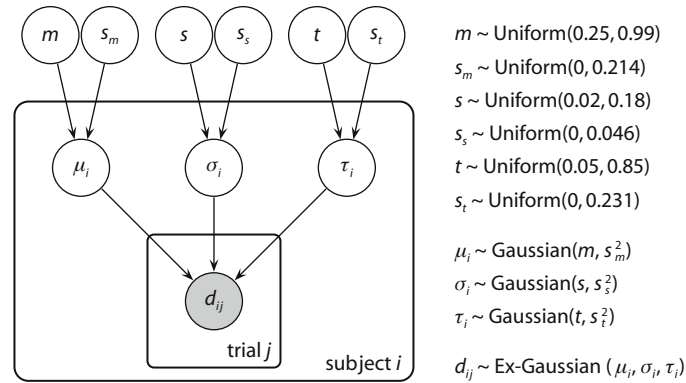 m s_m s s_s t s_t
μ_i σ_i τ_i
d_ij
trial j
subject i
m ~ Uniform(0.25, 0.99)
s_m ~ Uniform(0, 0.214)
s ~ Uniform(0.02, 0.18)
s_s ~ Uniform(0, 0.046)
t ~ Uniform(0.05, 0.85)
s_t ~ Uniform(0, 0.231)
μ_i ~ Gaussian(m, s_m^2)
σ_i ~ Gaussian(s, s_s^2)
τ_i ~ Gaussian(t, s_t^2)
d_ij ~ Ex-Gaussian (μ_i, σ_i, τ_i)